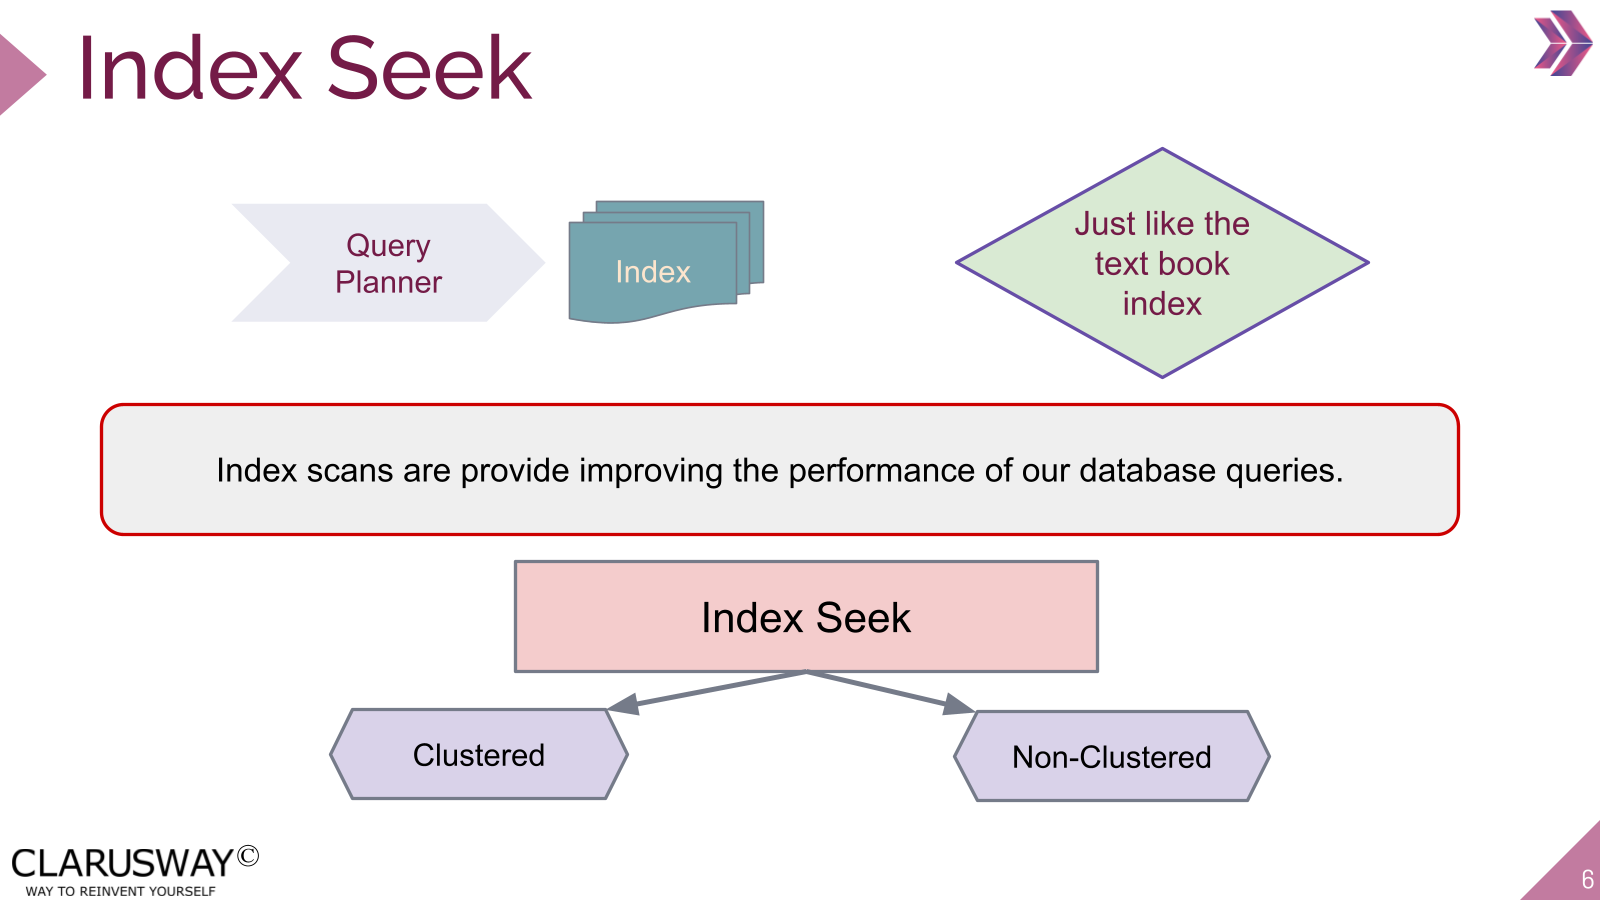 Index Seek
Query
Planner
Index
Just like the
text book
index
Index scans are provide improving the performance of our database queries.
Index Seek
Clustered
Non-Clustered
CLARUSWAY©
WAY TO REINVENT YOURSELF
6